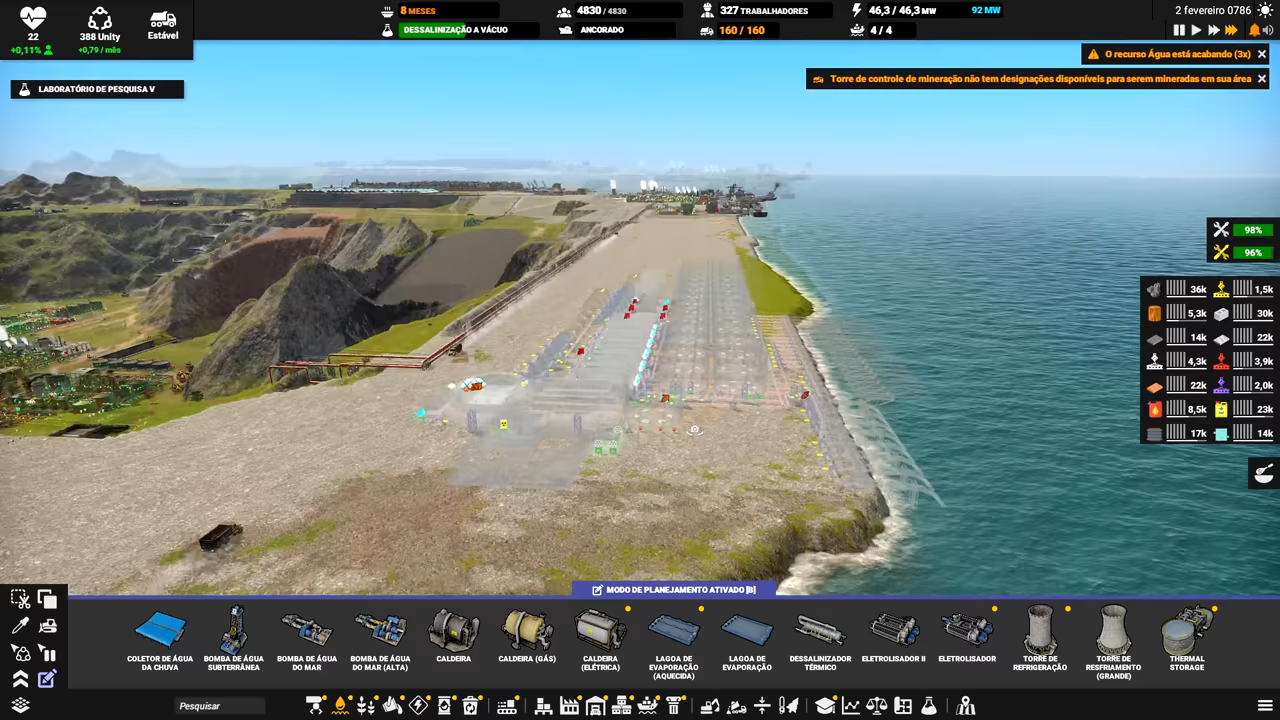 22
+0,11%
388 Unity
+0,79 / mês
Estável
8 MESES
DESSALINIZAÇÃO A VÁCUO
4830 / 4830
ANCORADO
327 TRABALHADORES
160 / 160
46,3 / 46,3 MW
92 MW
4 / 4
2 fevereiro 0786
O recurso Água está acabando (3x)
Torre de controle de mineração não tem designações disponíveis para serem mineradas em sua área
LABORATÓRIO DE PESQUISA V
98%
96%
36k
1,5k
5,3k
30k
14k
22k
4,3k
3,9k
22k
2,0k
8,5k
23k
17k
14k
MODO DE PLANEJAMENTO ATIVADO [B]
COLETOR DE ÁGUA DA CHUVA
BOMBA DE ÁGUA SUBTERRÂNEA
BOMBA DE ÁGUA DO MAR
BOMBA DE ÁGUA DO MAR (ALTA)
CALDEIRA
CALDEIRA (GÁS)
CALDEIRA (ELÉTRICA)
LAGOA DE EVAPORAÇÃO (AQUECIDA)
LAGOA DE EVAPORAÇÃO
DESSALINIZADOR TÉRMICO
ELETROLISADOR II
ELETROLISADOR
TORRE DE REFRIGERAÇÃO
TORRE DE RESFRIAMENTO (GRANDE)
THERMAL STORAGE
Pesquisar